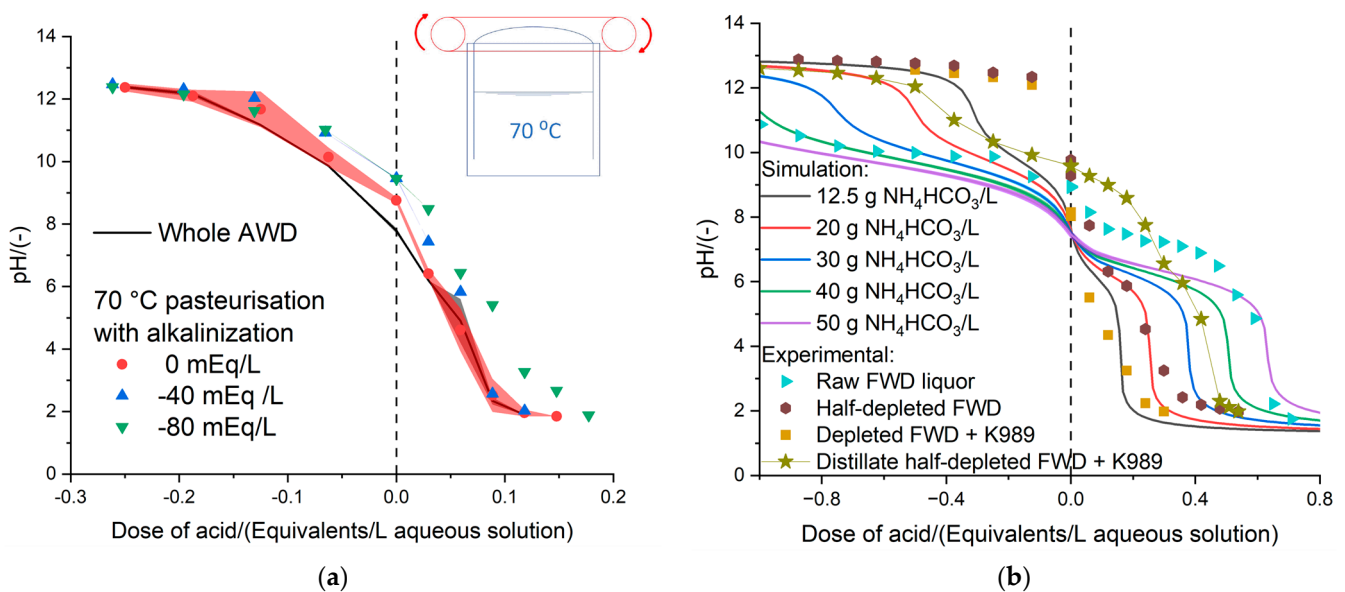 14
12
10
8
6
4
2
0
-0.3
-0.2
-0.1
0.0
0.1
0.2
pH/(-)
Dose of acid/(Equivalents/L aqueous solution)
70 ⁰C
Whole AWD
70 °C pasteurisation
with alkalinization
0 mEq/L
-40 mEq /L
-80 mEq/L
(a)
14
12
10
8
6
4
2
0
−0.8
−0.4
0.0
0.4
0.8
pH/(-)
Dose of acid/(Equivalents/L aqueous solution)
Simulation:
12.5 g NH₄HCO₃/L
20 g NH₄HCO₃/L
30 g NH₄HCO₃/L
40 g NH₄HCO₃/L
50 g NH₄HCO₃/L
Experimental:
Raw FWD liquor
Half-depleted FWD
Depleted FWD + K989
Distillate half-depleted FWD + K989
(b)